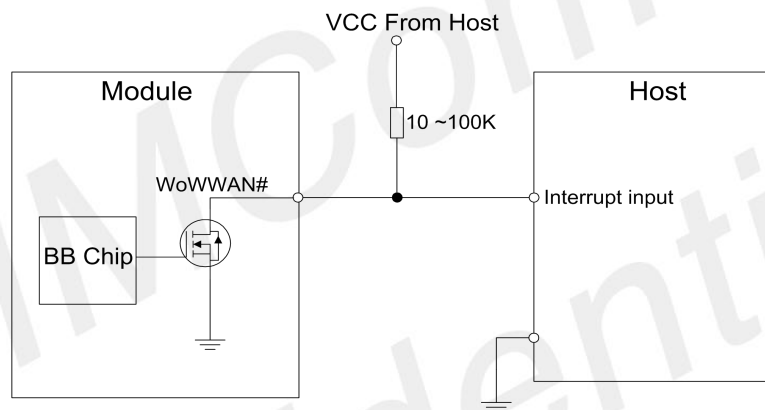 VCC From Host
Module
Host
10 ~100K
WoWWAN#
Interrupt input
BB Chip